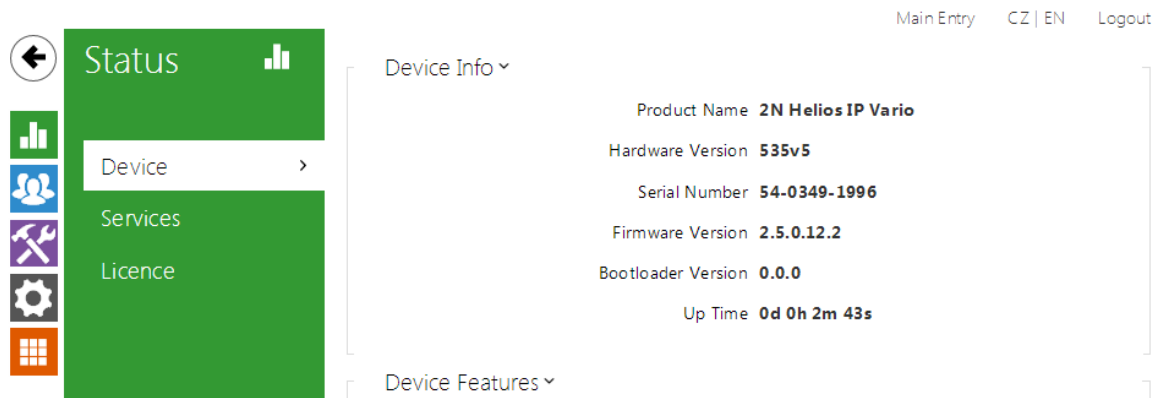 Main Entry CZ | EN Logout
Status
Device
Services
Licence
Device Info
Product Name 2N Helios IP Vario
Hardware Version 535v5
Serial Number 54-0349-1996
Firmware Version 2.5.0.12.2
Bootloader Version 0.0.0
Up Time 0d 0h 2m 43s
Device Features